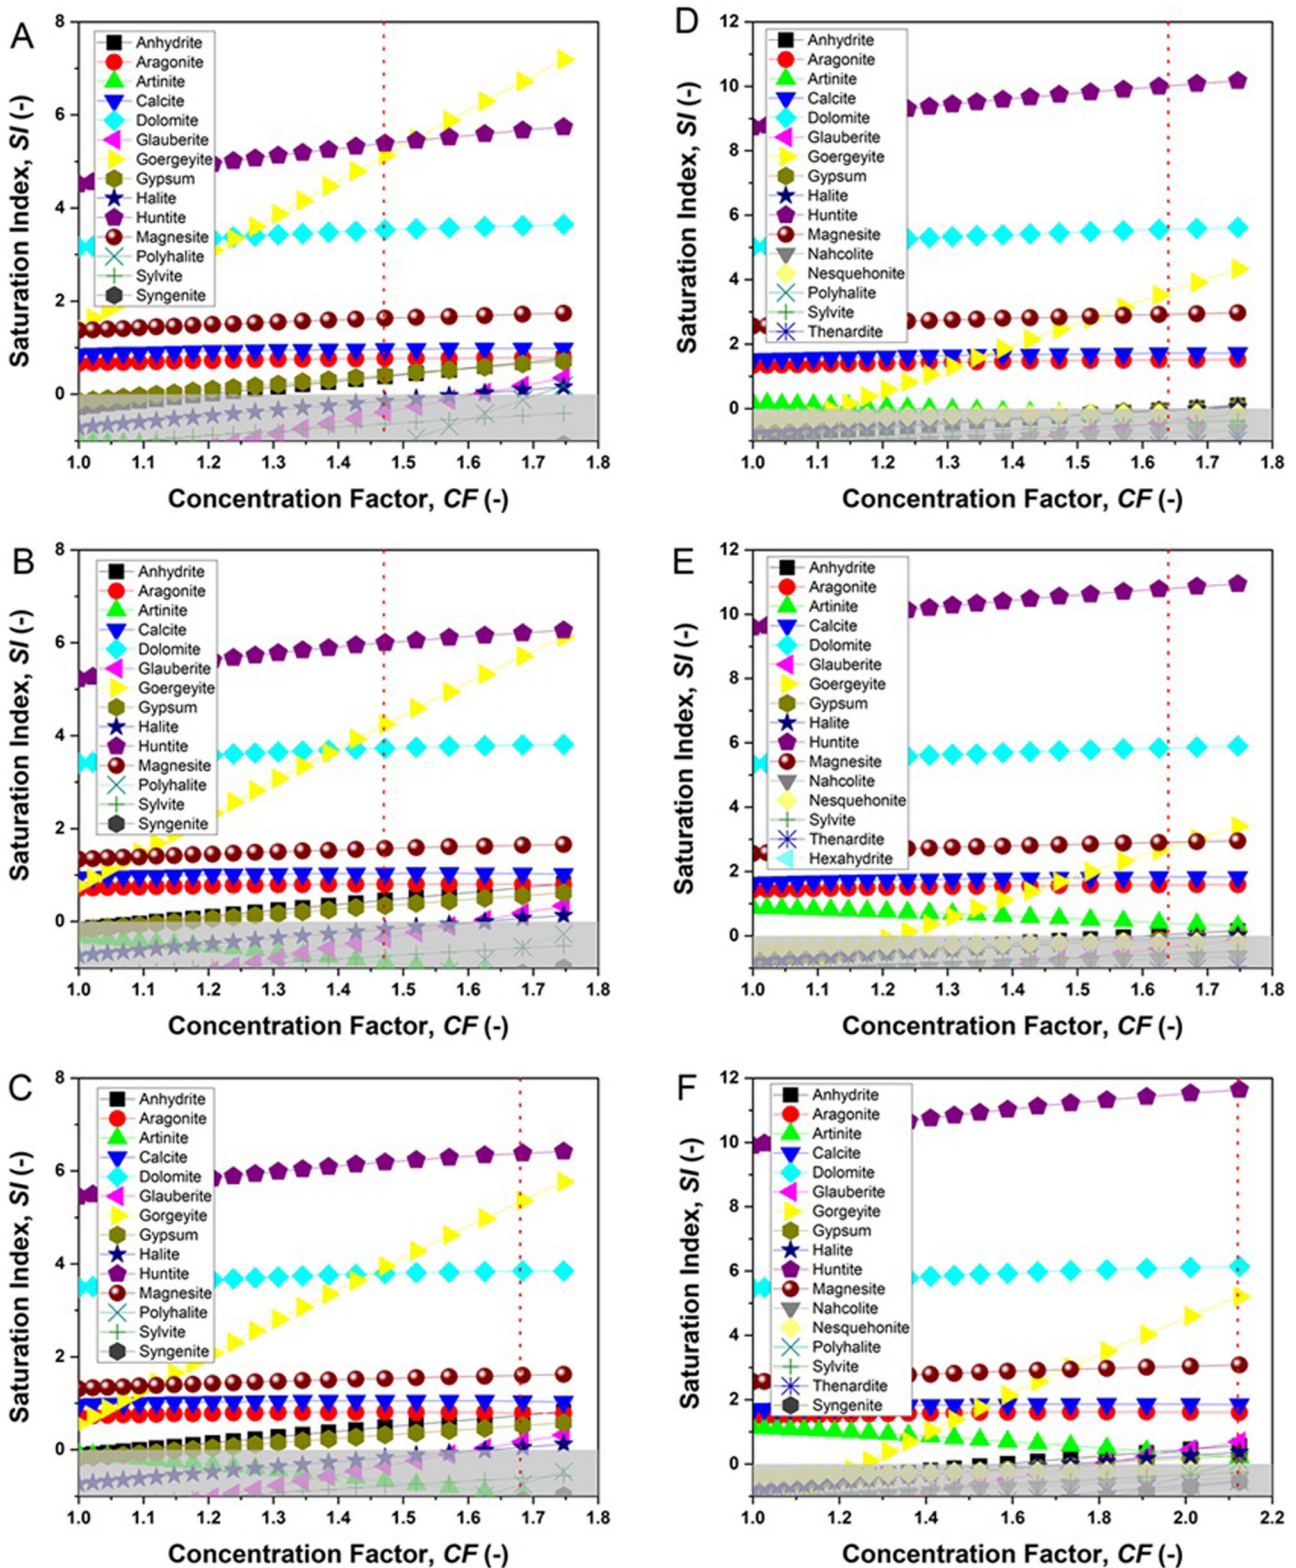 A
8
6
4
2
0
Saturation Index, SI (-)
Anhydrite
Aragonite
Artinite
Calcite
Dolomite
Glauberite
Goergeyite
Gypsum
Halite
Huntite
Magnesite
Polyhalite
Sylvite
Syngenite
1.0 1.1 1.2 1.3 1.4 1.5 1.6 1.7 1.8
Concentration Factor, CF (-)
D
12
10
8
6
4
2
0
Saturation Index, SI (-)
Anhydrite
Aragonite
Artinite
Calcite
Dolomite
Glauberite
Goergeyite
Gypsum
Halite
Huntite
Magnesite
Nahcolite
Nesquehonite
Polyhalite
Sylvite
Thenardite
1.0 1.1 1.2 1.3 1.4 1.5 1.6 1.7 1.8
Concentration Factor, CF (-)
B
8
6
4
2
0
Saturation Index, SI (-)
Anhydrite
Aragonite
Artinite
Calcite
Dolomite
Glauberite
Goergeyite
Gypsum
Halite
Huntite
Magnesite
Polyhalite
Sylvite
Syngenite
1.0 1.1 1.2 1.3 1.4 1.5 1.6 1.7 1.8
Concentration Factor, CF (-)
E
12
10
8
6
4
2
0
Saturation Index, SI (-)
Anhydrite
Aragonite
Artinite
Calcite
Dolomite
Glauberite
Goergeyite
Gypsum
Halite
Huntite
Magnesite
Nahcolite
Nesquehonite
Sylvite
Thenardite
Hexahydrite
1.0 1.1 1.2 1.3 1.4 1.5 1.6 1.7 1.8
Concentration Factor, CF (-)
C
8
6
4
2
0
Saturation Index, SI (-)
Anhydrite
Aragonite
Artinite
Calcite
Dolomite
Glauberite
Gorgeyite
Gypsum
Halite
Huntite
Magnesite
Polyhalite
Sylvite
Syngenite
1.0 1.1 1.2 1.3 1.4 1.5 1.6 1.7 1.8
Concentration Factor, CF (-)
F
12
10
8
6
4
2
0
Saturation Index, SI (-)
Anhydrite
Aragonite
Artinite
Calcite
Dolomite
Glauberite
Gorgeyite
Gypsum
Halite
Huntite
Magnesite
Nahcolite
Nesquehonite
Polyhalite
Sylvite
Thenardite
Syngenite
1.0 1.2 1.4 1.6 1.8 2.0 2.2
Concentration Factor, CF (-)